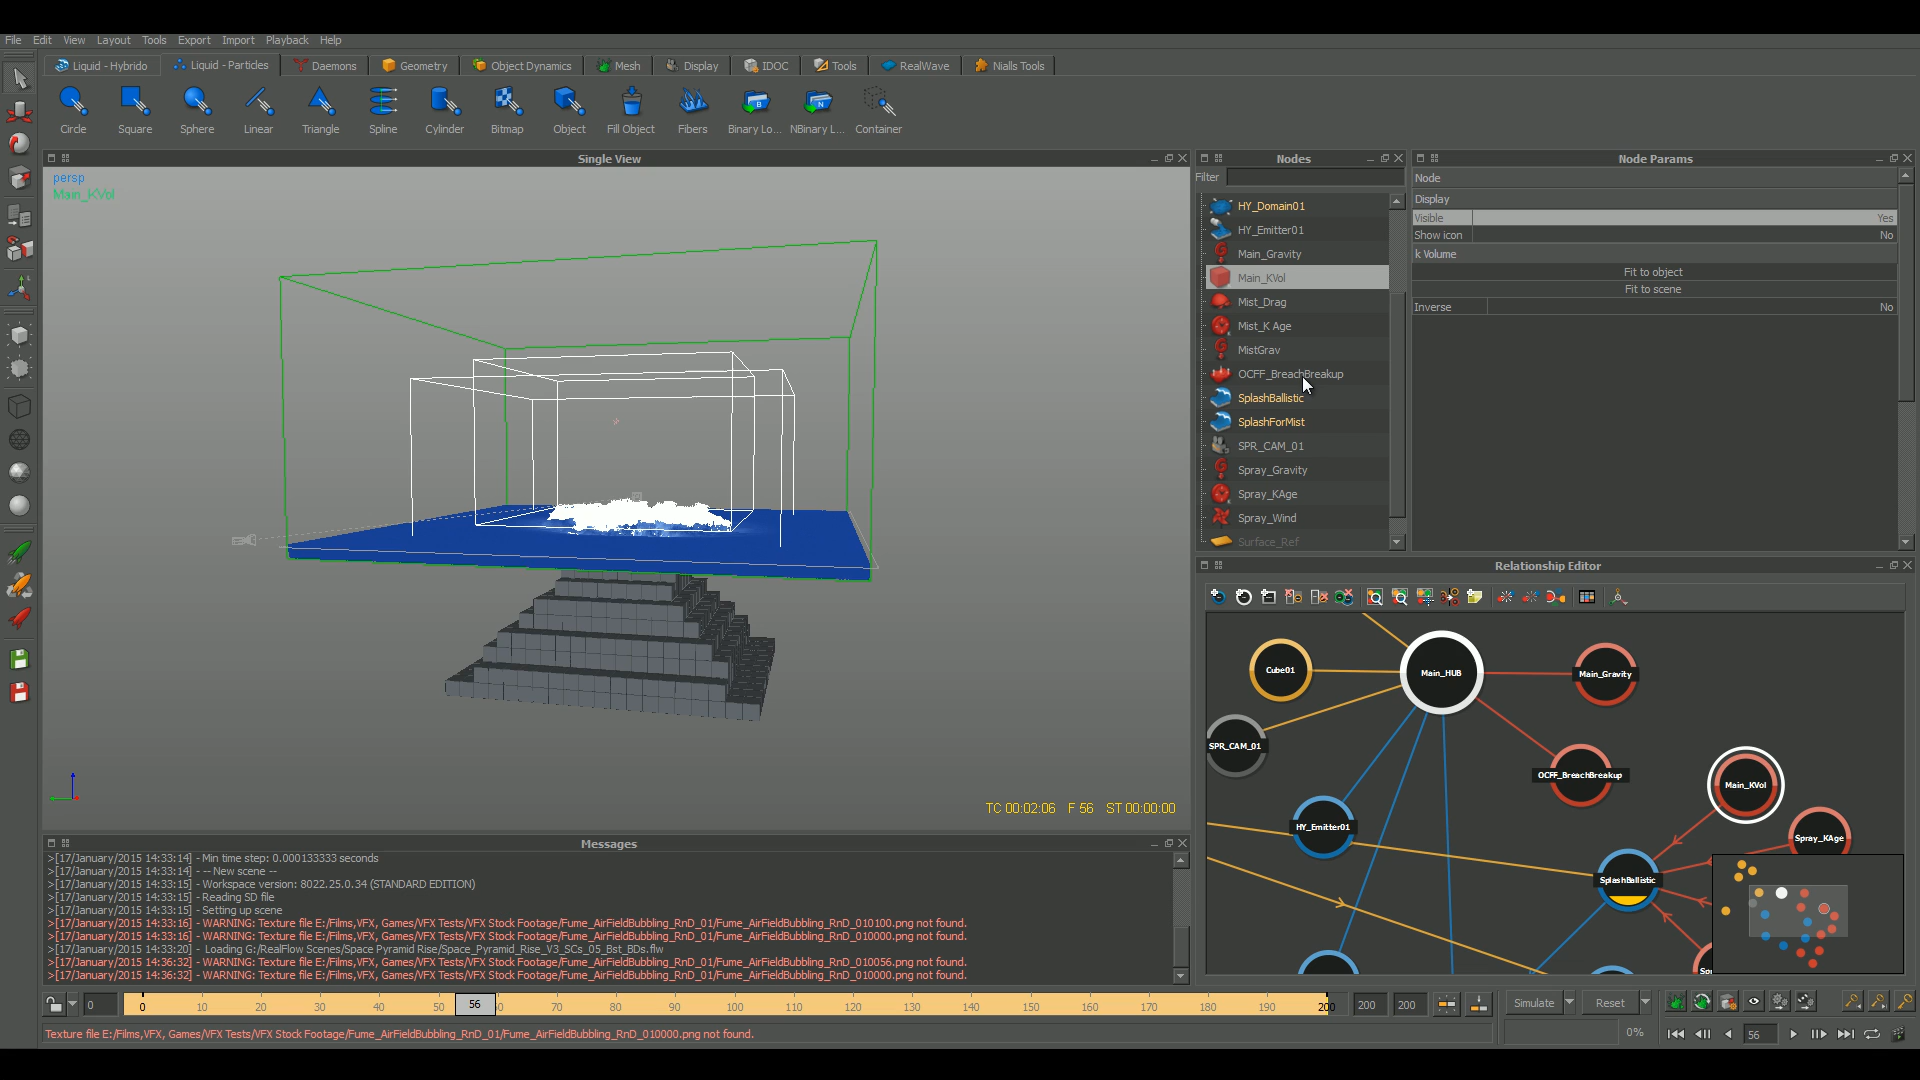 File Edit View Layout Tools Export Import Playback Help
Liquid - Hybrido Liquid - Particles Daemons Geometry Object Dynamics Mesh Display IDOC Tools RealWave Nialls Tools
Circle Square Sphere Linear Triangle Spline Cylinder Bitmap Object Fill Object Fibers Binary Lo... NBinary L... Container
Single View
persp
Main_KVol
TC 00:02:06 F 56 ST 00:00:00
Nodes
Filter
HY_Domain01
HY_Emitter01
Main_Gravity
Main_KVol
Mist_Drag
Mist_K Age
MistGrav
OCFF_BreachBreakup
SplashBallistic
SplashForMist
SPR_CAM_01
Spray_Gravity
Spray_KAge
Spray_Wind
Surface_Ref
Node Params
Node
Display
Visible Yes
Show icon No
k Volume
Fit to object
Fit to scene
Inverse No
Relationship Editor
Cube01
Main_HUB
Main_Gravity
SPR_CAM_01
OCFF_BreachBreakup
Main_KVol
HY_Emitter01
Spray_KAge
SplashBallistic
Messages
>[17/January/2015 14:33:14] - Min time step: 0.000133333 seconds
>[17/January/2015 14:33:14] - -- New scene --
>[17/January/2015 14:33:15] - Workspace version: 8022.25.0.34 (STANDARD EDITION)
>[17/January/2015 14:33:15] - Reading SD file
>[17/January/2015 14:33:15] - Setting up scene
>[17/January/2015 14:33:16] - WARNING: Texture file E:/Films,VFX, Games/VFX Tests/VFX Stock Footage/Fume_AirFieldBubbling_RnD_01/Fume_AirFieldBubbling_RnD_010100.png not found.
>[17/January/2015 14:33:16] - WARNING: Texture file E:/Films,VFX, Games/VFX Tests/VFX Stock Footage/Fume_AirFieldBubbling_RnD_01/Fume_AirFieldBubbling_RnD_010000.png not found.
>[17/January/2015 14:33:20] - Loading G:/RealFlow Scenes/Space Pyramid Rise/Space_Pyramid_Rise_V3_SCs_05_Bst_BDs.flw
>[17/January/2015 14:36:32] - WARNING: Texture file E:/Films,VFX, Games/VFX Tests/VFX Stock Footage/Fume_AirFieldBubbling_RnD_01/Fume_AirFieldBubbling_RnD_010056.png not found.
>[17/January/2015 14:36:32] - WARNING: Texture file E:/Films,VFX, Games/VFX Tests/VFX Stock Footage/Fume_AirFieldBubbling_RnD_01/Fume_AirFieldBubbling_RnD_010000.png not found.
0 0 10 20 30 40 50 56 60 70 80 90 100 110 120 130 140 150 160 170 180 190 200 200 200 Simulate Reset
Texture file E:/Films,VFX, Games/VFX Tests/VFX Stock Footage/Fume_AirFieldBubbling_RnD_01/Fume_AirFieldBubbling_RnD_010000.png not found.
0% 56